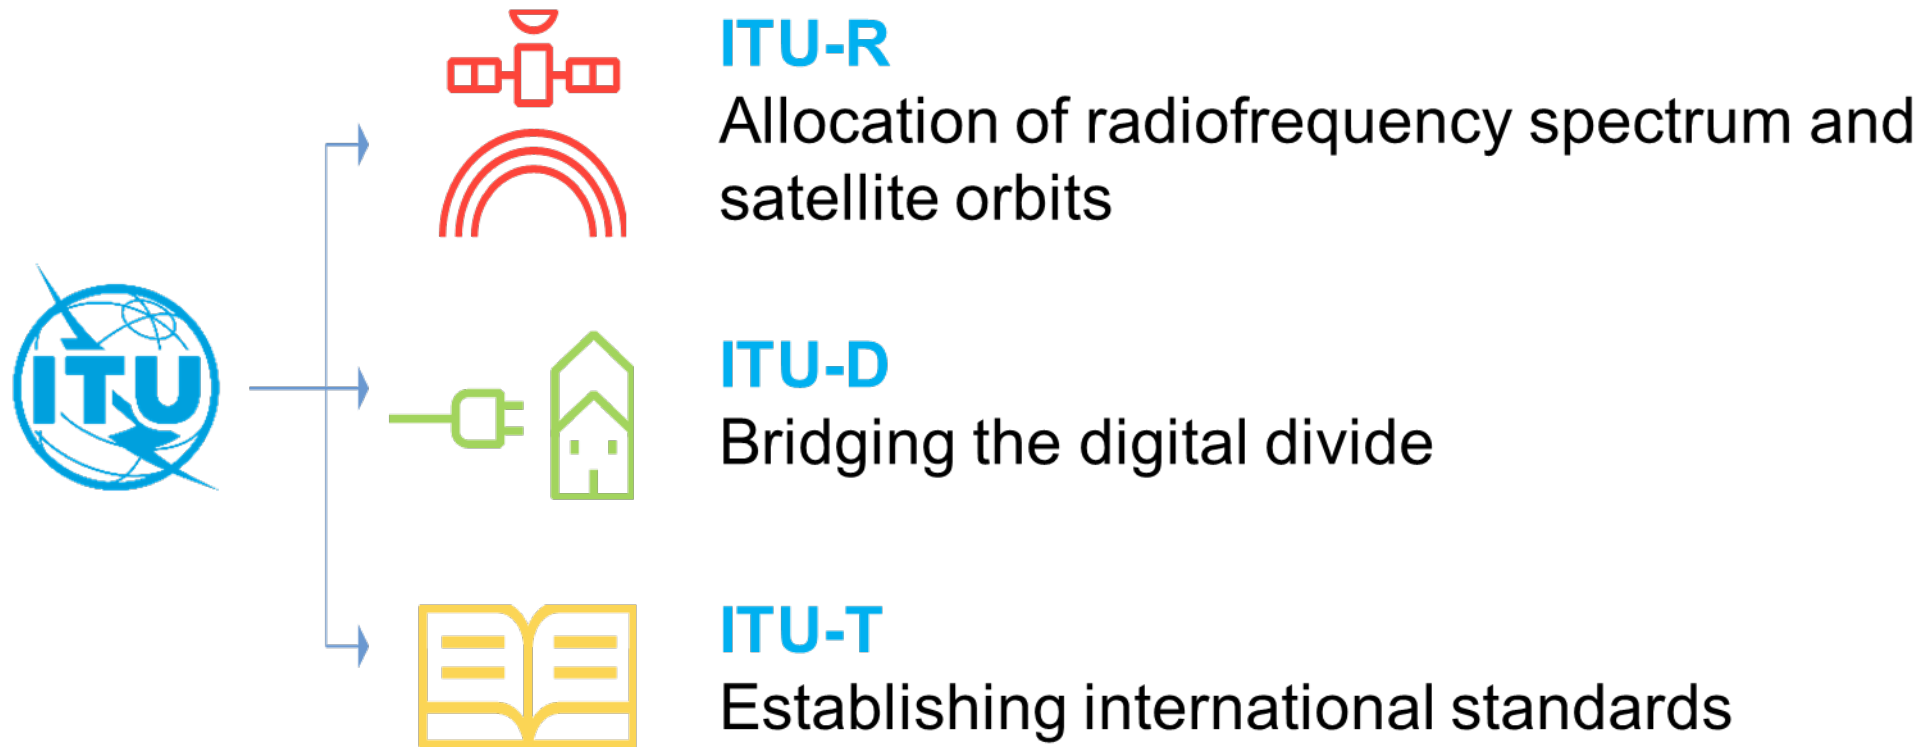 ITU
ITU-R
Allocation of radiofrequency spectrum and
satellite orbits
ITU-D
Bridging the digital divide
ITU-T
Establishing international standards